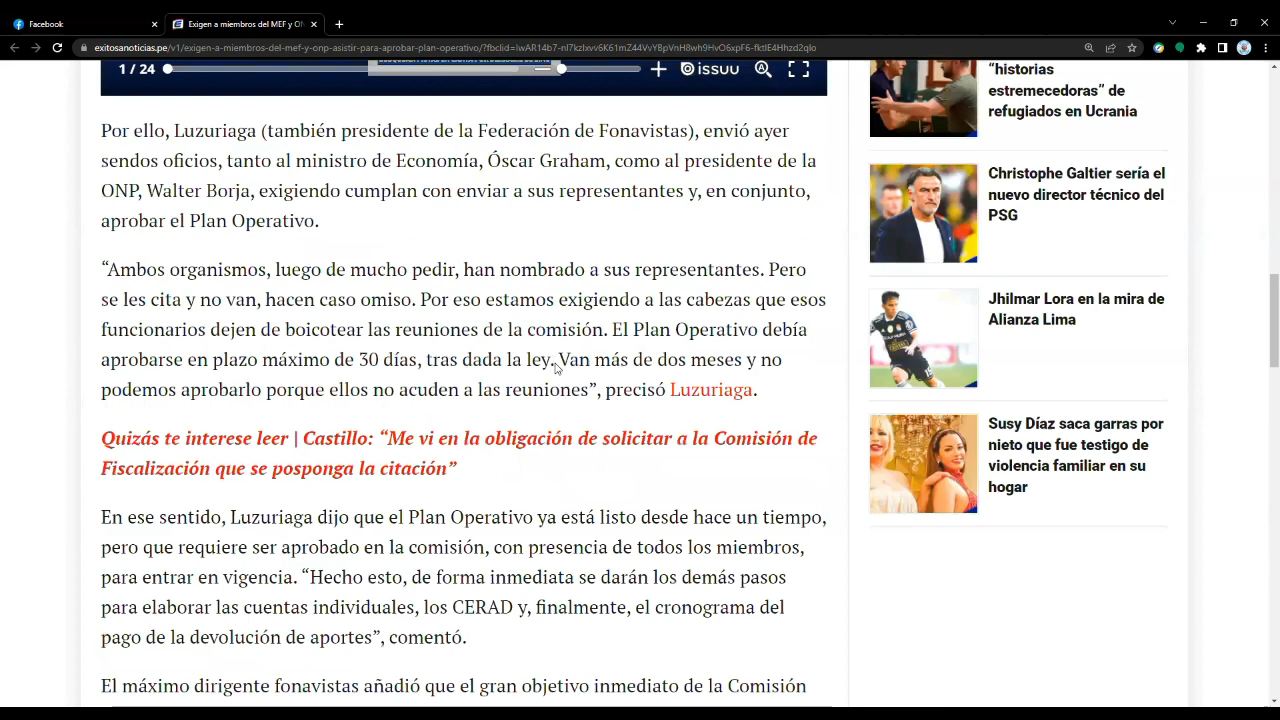 Facebook
Exigen a miembros del MEF y ON
exitosanoticias.pe/v1/exigen-a-miembros-del-mef-y-onp-asistir-para-aprobar-plan-operativo/?fbclid=
1 / 24
issuu
Por ello, Luzuriaga (también presidente de la Federación de Fonavistas), envió ayer
sendos oficios, tanto al ministro de Economía, Óscar Graham, como al presidente de la
ONP, Walter Borja, exigiendo cumplan con enviar a sus representantes y, en conjunto,
aprobar el Plan Operativo.
“Ambos organismos, luego de mucho pedir, han nombrado a sus representantes. Pero
se les cita y no van, hacen caso omiso. Por eso estamos exigiendo a las cabezas que esos
funcionarios dejen de boicotear las reuniones de la comisión. El Plan Operativo debía
aprobarse en plazo máximo de 30 días, tras dada la ley. Van más de dos meses y no
podemos aprobarlo porque ellos no acuden a las reuniones”, precisó Luzuriaga.
Quizás te interese leer | Castillo: “Me vi en la obligación de solicitar a la Comisión de
Fiscalización que se posponga la citación”
En ese sentido, Luzuriaga dijo que el Plan Operativo ya está listo desde hace un tiempo,
pero que requiere ser aprobado en la comisión, con presencia de todos los miembros,
para entrar en vigencia. “Hecho esto, de forma inmediata se darán los demás pasos
para elaborar las cuentas individuales, los CERAD y, finalmente, el cronograma del
pago de la devolución de aportes”, comentó.
El máximo dirigente fonavistas añadió que el gran objetivo inmediato de la Comisión
“historias
estremecedoras” de
refugiados en Ucrania
Christophe Galtier sería el
nuevo director técnico del
PSG
Jhilmar Lora en la mira de
Alianza Lima
Susy Díaz saca garras por
nieto que fue testigo de
violencia familiar en su
hogar